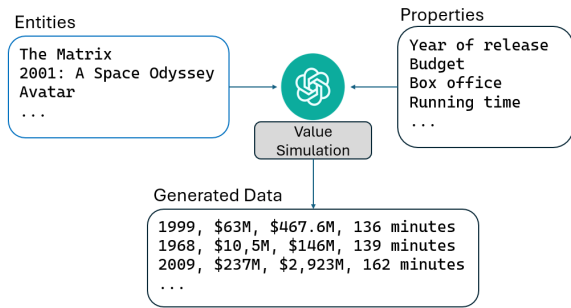 Entities
The Matrix
2001: A Space Odyssey
Avatar
...
Properties
Year of release
Budget
Box office
Running time
...
Value
Simulation
Generated Data
1999, $63M, $467.6M, 136 minutes
1968, $10,5M, $146M, 139 minutes
2009, $237M, $2,923M, 162 minutes
...